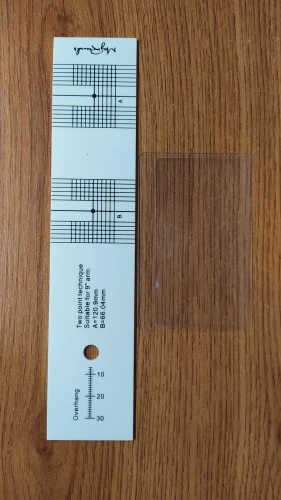 A
B
Two point technique
Suitable for 9" arm.
A=120.9mm
B=66.04mm
Overhang
10
20
30